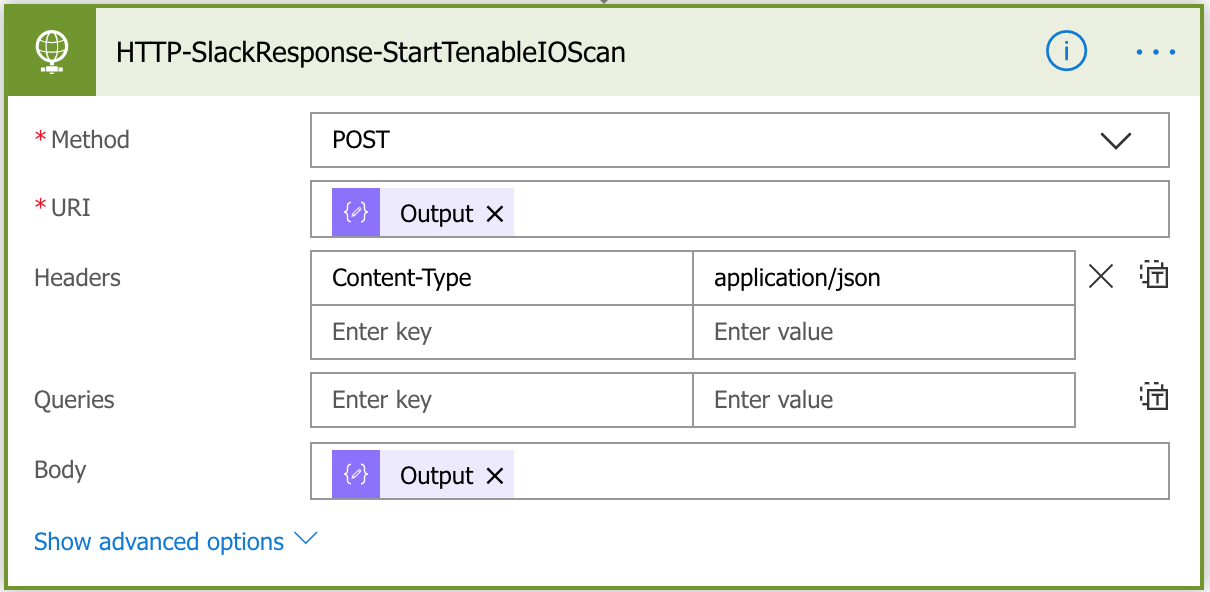 HTTP-SlackResponse-StartTenableIOScan
* Method
POST
* URI
Output
Headers
Content-Type
application/json
Enter key
Enter value
Queries
Enter key
Enter value
Body
Output
Show advanced options